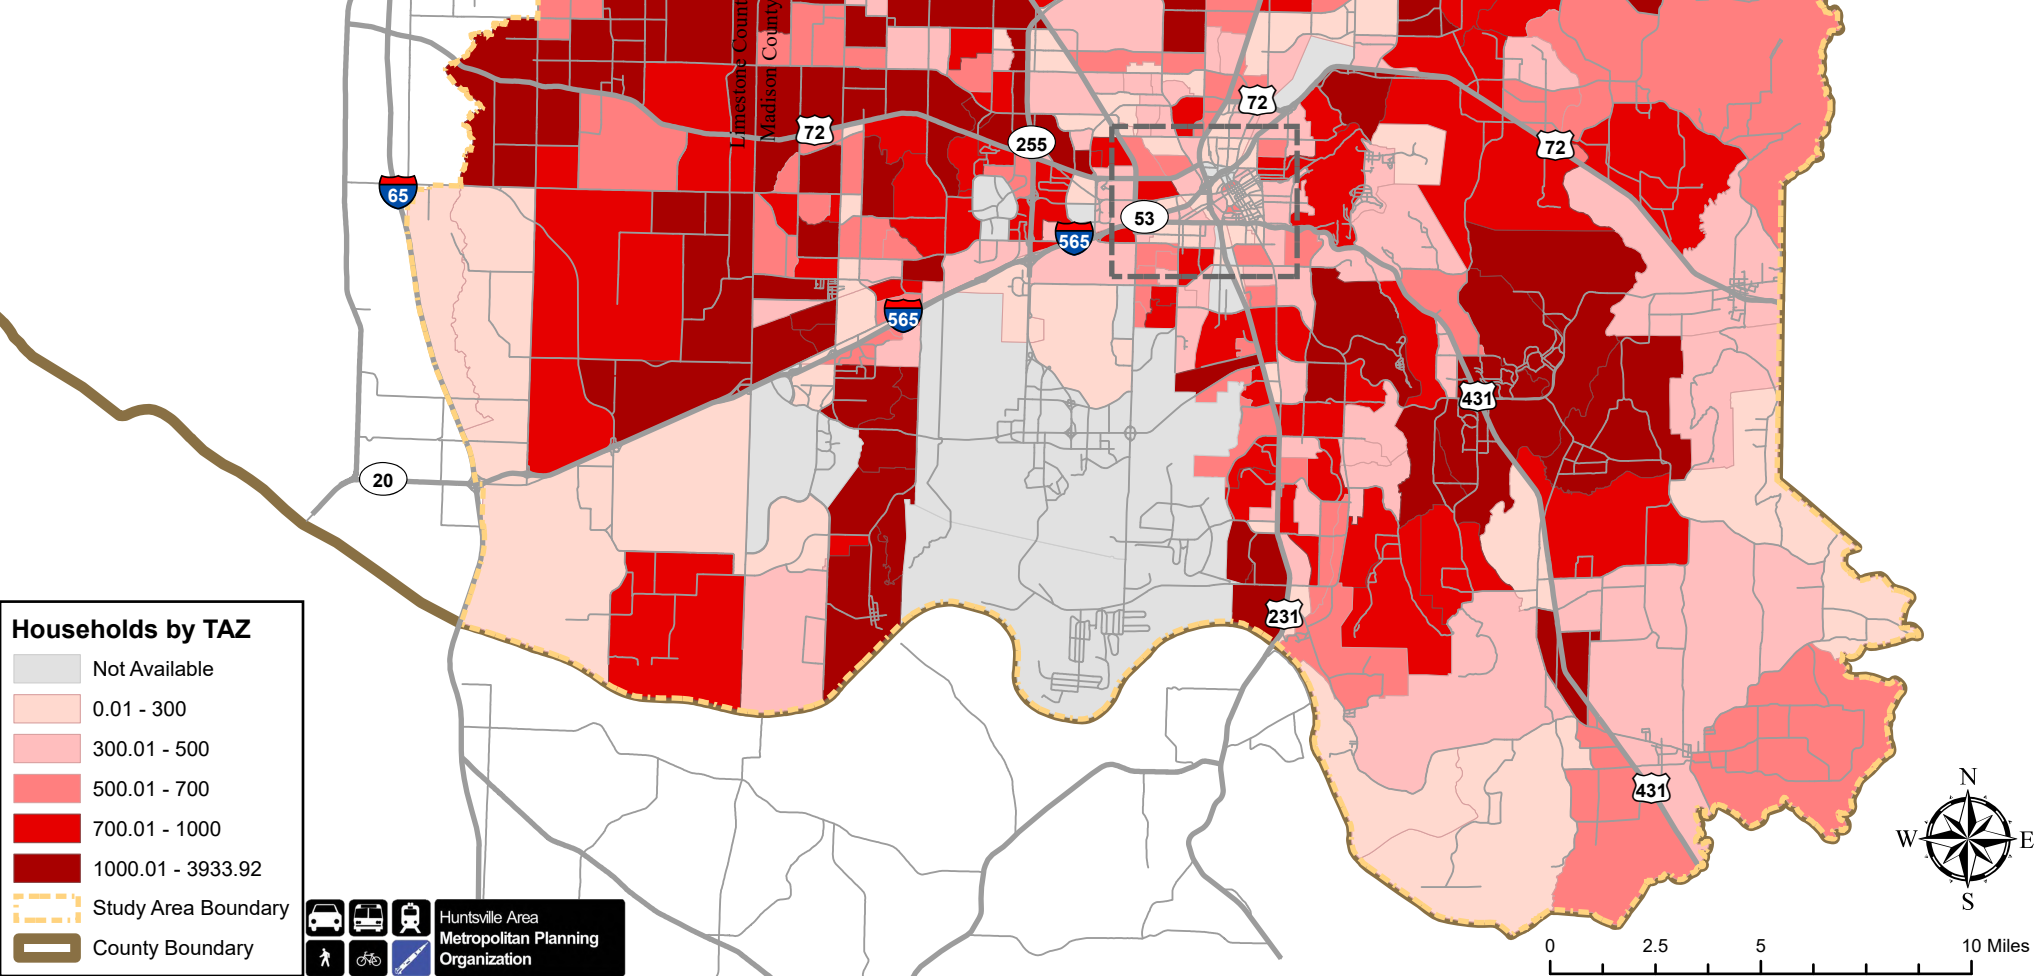 Limestone Count
Madison County
72
72
72
255
65
53
565
565
431
20
231
431
Households by TAZ
Not Available
0.01 - 300
300.01 - 500
500.01 - 700
700.01 - 1000
1000.01 - 3933.92
Study Area Boundary
County Boundary
Huntsville Area
Metropolitan Planning
Organization
N
W
E
S
0
2.5
5
10 Miles